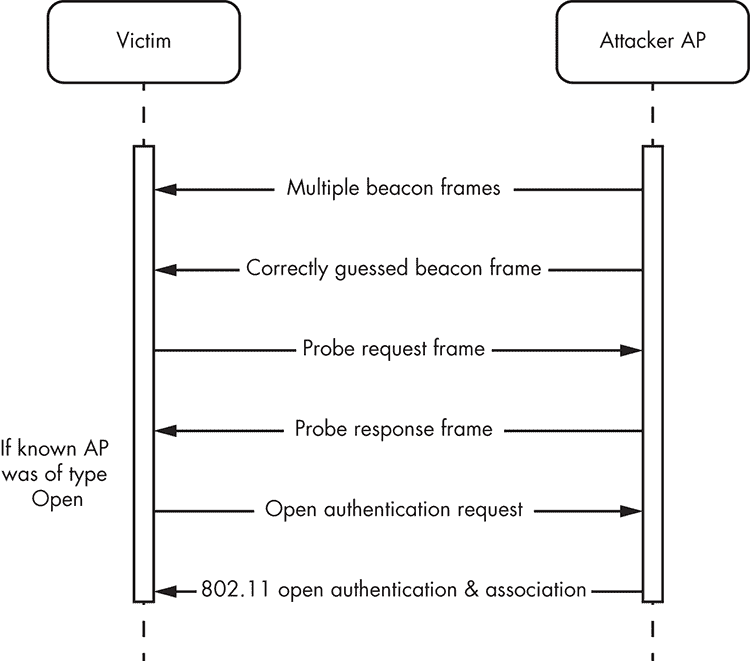 Victim
Attacker AP
Multiple beacon frames
Correctly guessed beacon frame
Probe request frame
Probe response frame
If known AP
was of type
Open
Open authentication request
802.11 open authentication & association